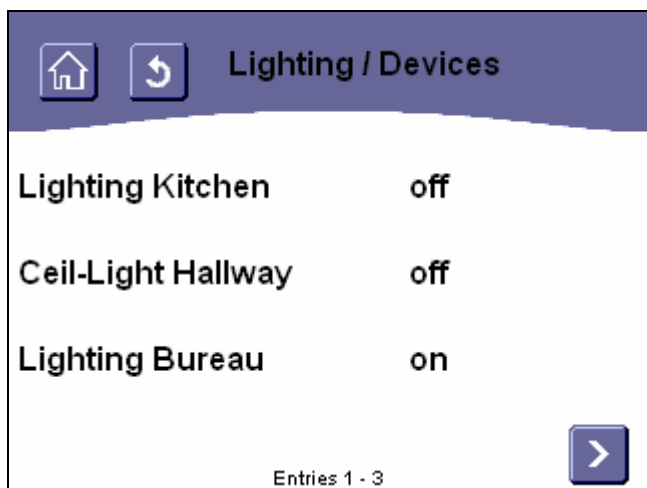 Lighting / Devices
Lighting Kitchen off
Ceil-Light Hallway off
Lighting Bureau on
Entries 1 - 3